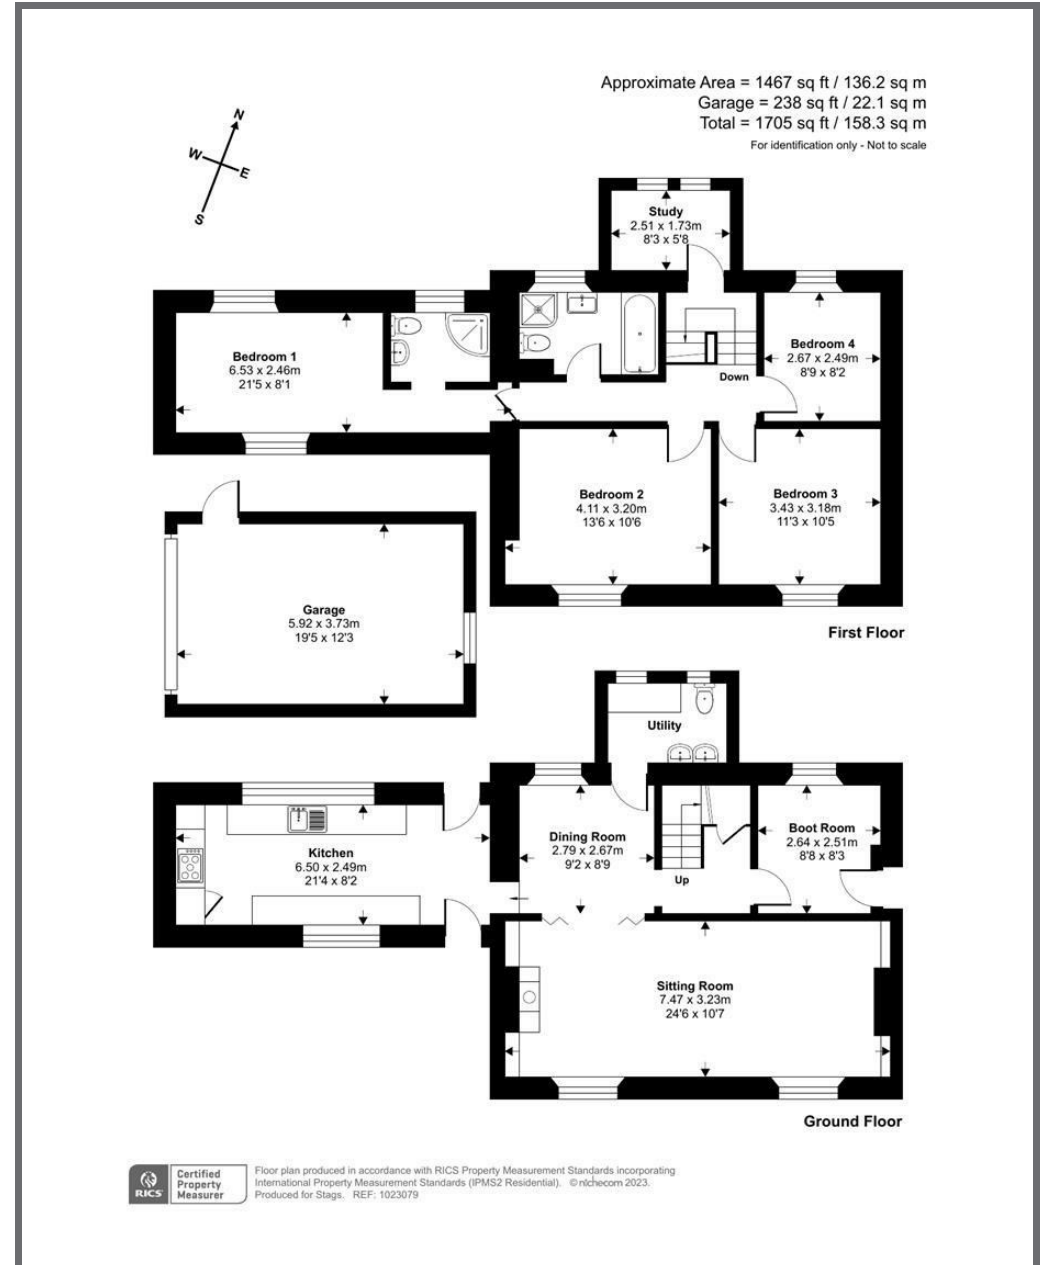 Approximate Area = 1467 sq ft / 136.2 sq m
Garage = 238 sq ft / 22.1 sq m
Total = 1705 sq ft / 158.3 sq m
For identification only - Not to scale
N
W
E
S
Study
2.51 x 1.73m
8'3 x 5'8
Bedroom 1
6.53 x 2.46m
21'5 x 8'1
Bedroom 4
2.67 x 2.49m
8'9 x 8'2
Down
Bedroom 2
4.11 x 3.20m
13'6 x 10'6
Bedroom 3
3.43 x 3.18m
11'3 x 10'5
Garage
5.92 x 3.73m
19'5 x 12'3
First Floor
Utility
Kitchen
6.50 x 2.49m
21'4 x 8'2
Dining Room
2.79 x 2.67m
9'2 x 8'9
Up
Boot Room
2.64 x 2.51m
8'8 x 8'3
Sitting Room
7.47 x 3.23m
24'6 x 10'7
Ground Floor
RICS
Certified
Property
Measurer
Floor plan produced in accordance with RICS Property Measurement Standards incorporating
International Property Measurement Standards (IPMS2 Residential). © nichecom 2023.
Produced for Stags. REF: 1023079